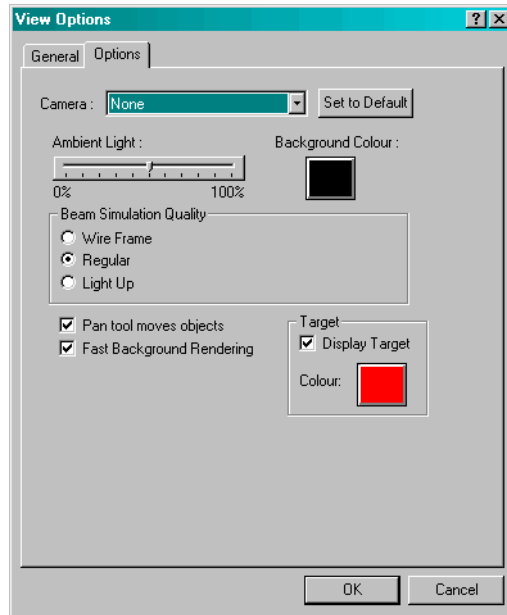 View Options
General Options
Camera : None Set to Default
Ambient Light : Background Colour :
0% 100%
Beam Simulation Quality
Wire Frame
Regular
Light Up
Pan tool moves objects
Fast Background Rendering
Target
Display Target
Colour:
OK Cancel